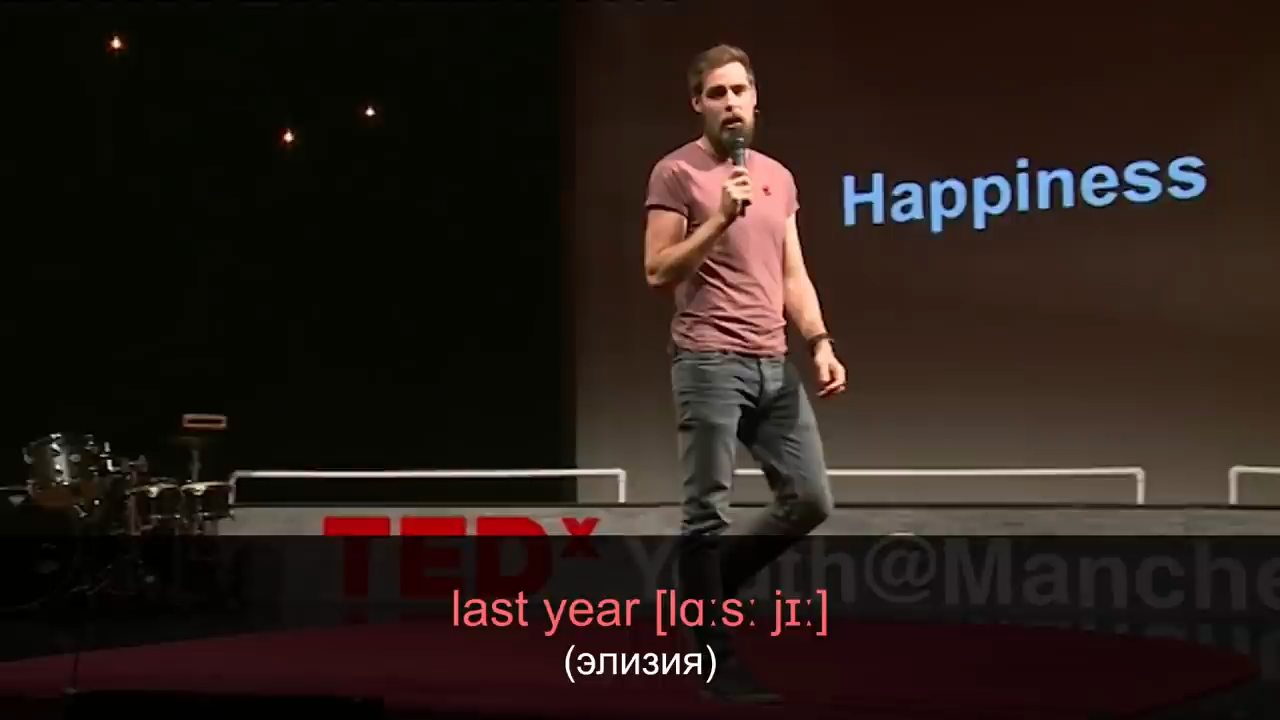 Happiness
TEDx Youth@Manche
last year [lɑːsː jɪː]
(элизия)